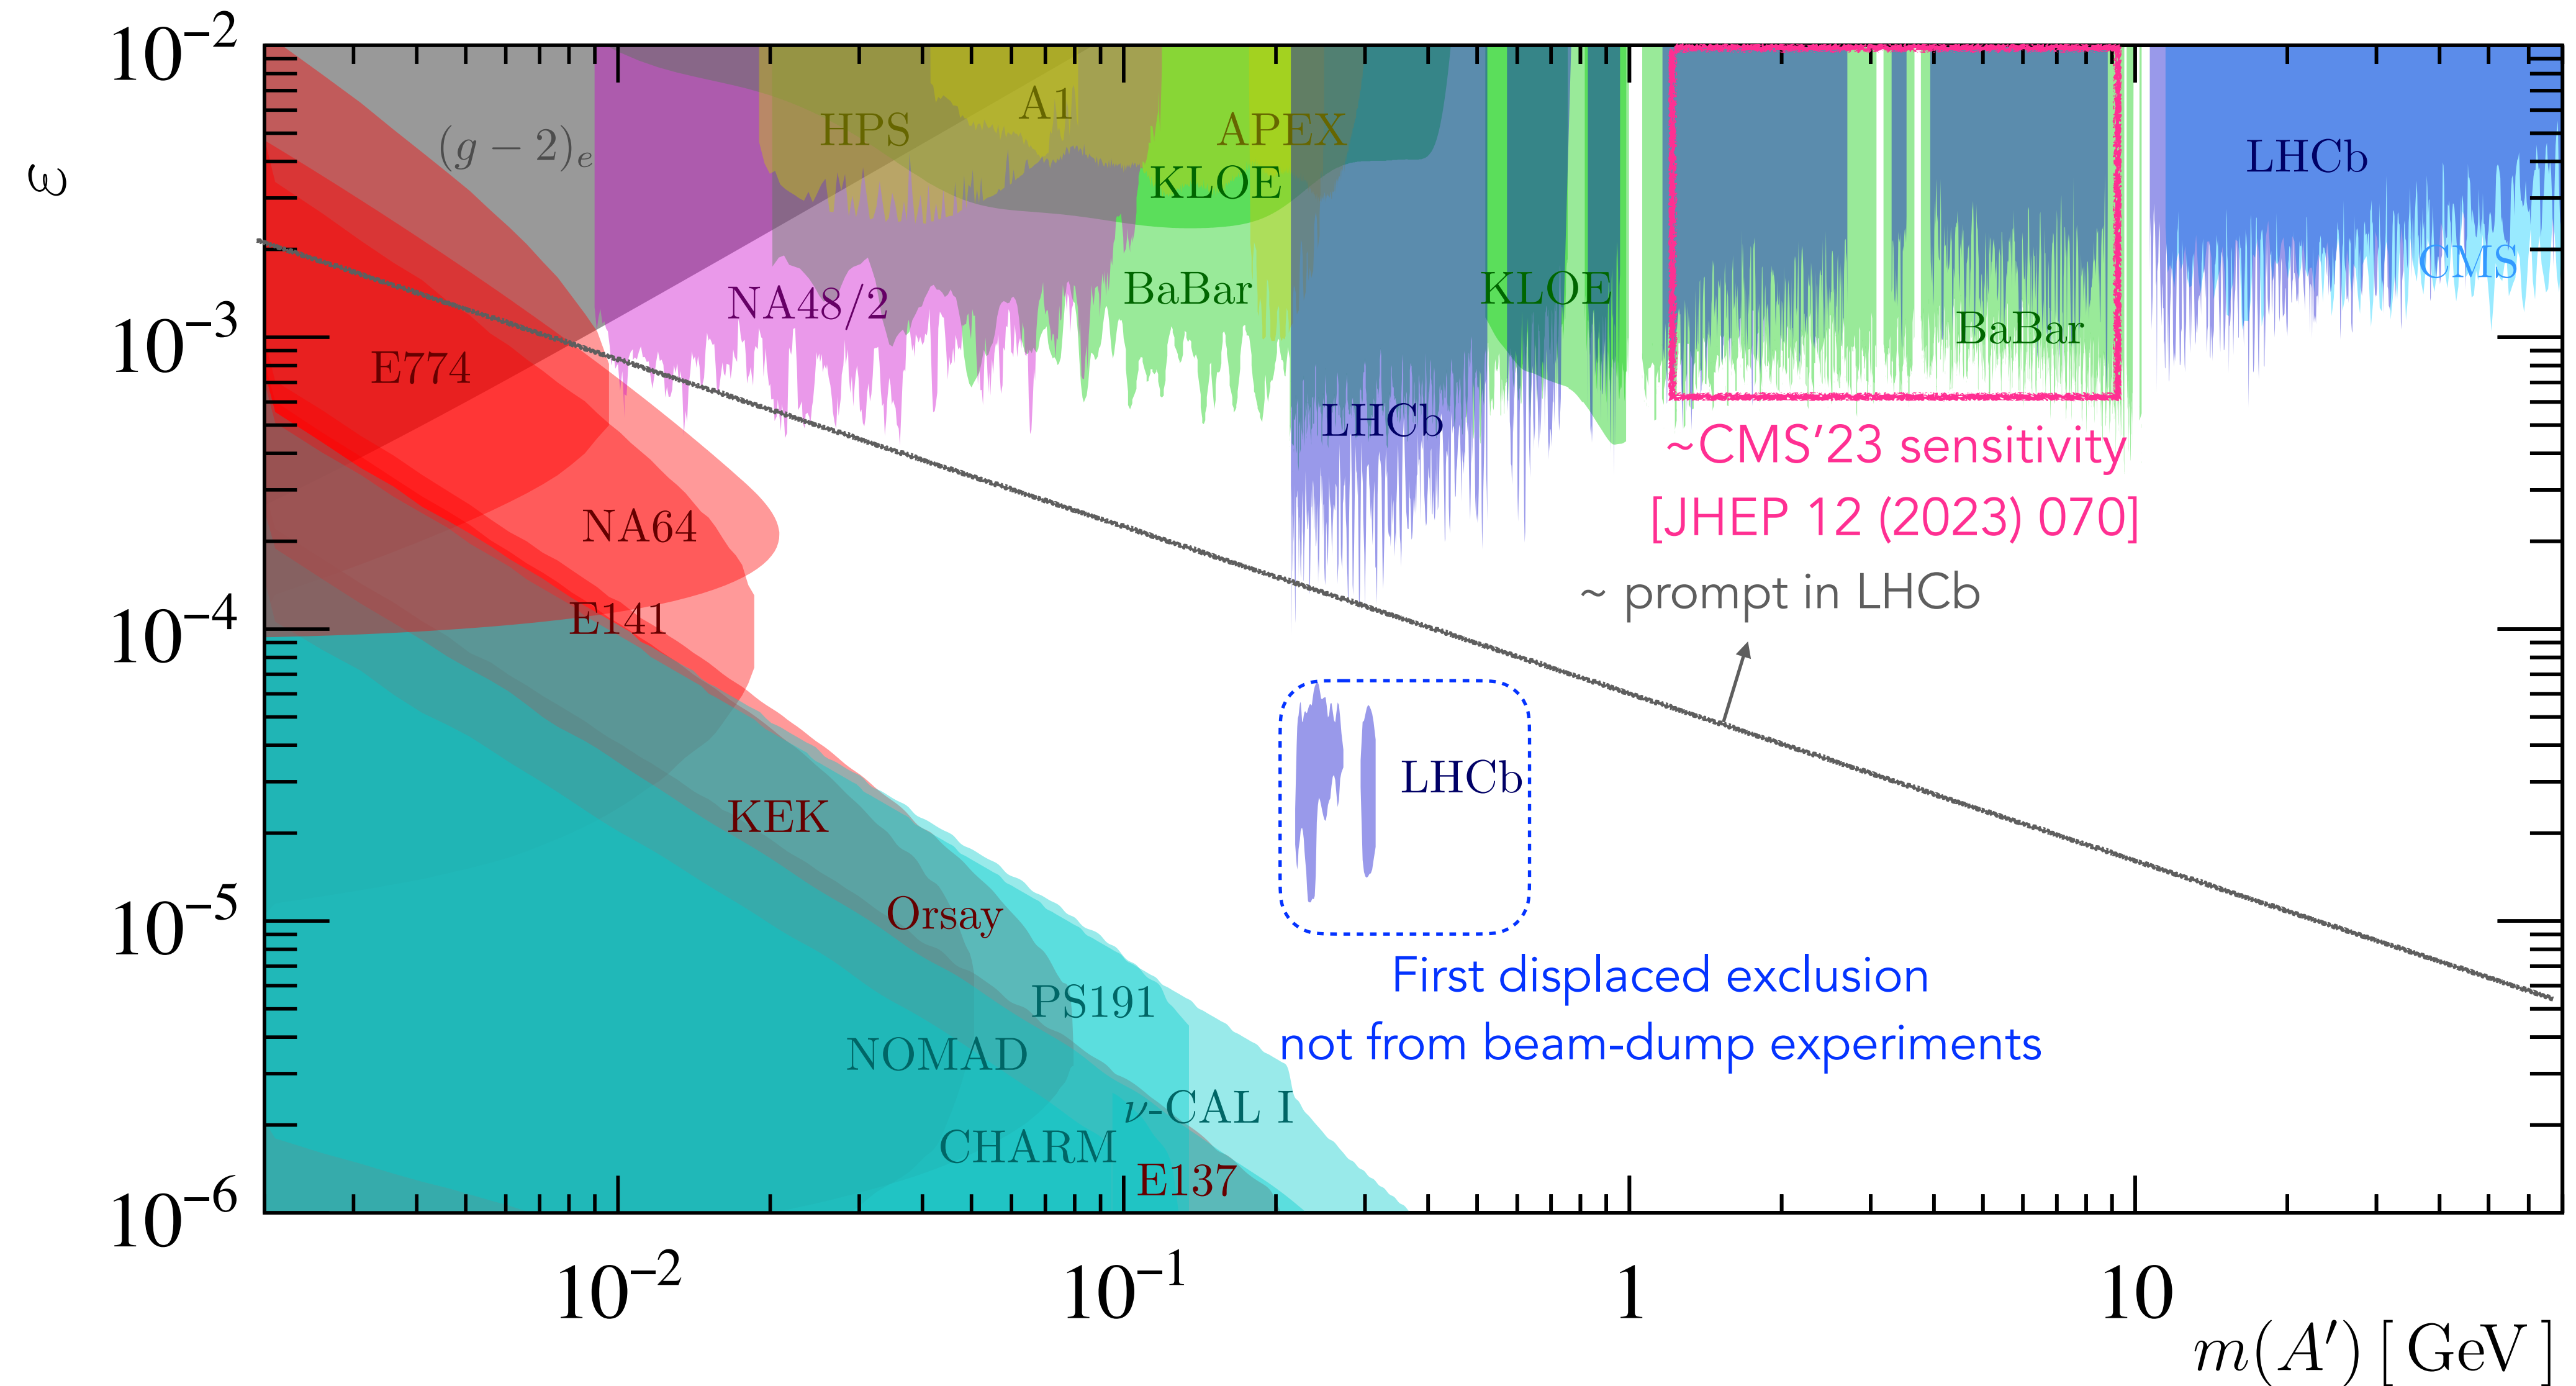 10⁻²
ε
(g − 2)ₑ
HPS
A1
APEX
KLOE
LHCb
CMS
NA48/2
BaBar
KLOE
BaBar
10⁻³
E774
LHCb
~CMS'23 sensitivity
[JHEP 12 (2023) 070]
NA64
~ prompt in LHCb
10⁻⁴
E141
LHCb
KEK
10⁻⁵
Orsay
First displaced exclusion
not from beam-dump experiments
PS191
NOMAD
ν-CAL I
CHARM
E137
10⁻⁶
10⁻² 10⁻¹ 1 10
m(A′) [ GeV ]